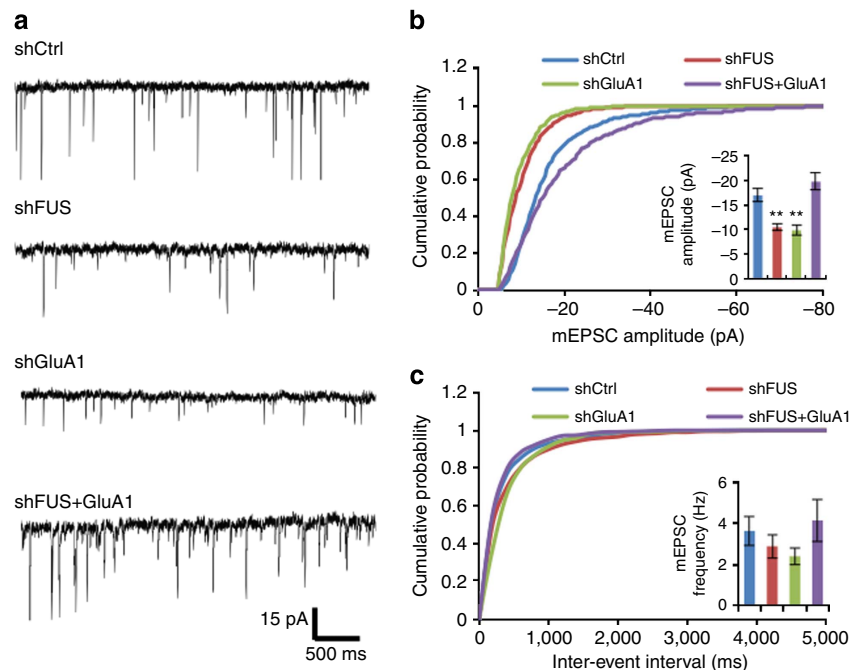 a
shCtrl
shFUS
shGluA1
shFUS+GluA1
15 pA
500 ms
b
shCtrl
shFUS
shGluA1
shFUS+GluA1
Cumulative probability
1.2
1
0.8
0.6
0.4
0.2
0
0 –20 –40 –60 –80
mEPSC amplitude (pA)
mEPSC
amplitude (pA)
–25
–20
–15
–10
–5
0
** **
c
shCtrl
shFUS
shGluA1
shFUS+GluA1
Cumulative probability
1.2
1
0.8
0.6
0.4
0.2
0
0 1,000 2,000 3,000 4,000 5,000
Inter-event interval (ms)
mEPSC
frequency (Hz)
6
4
2
0